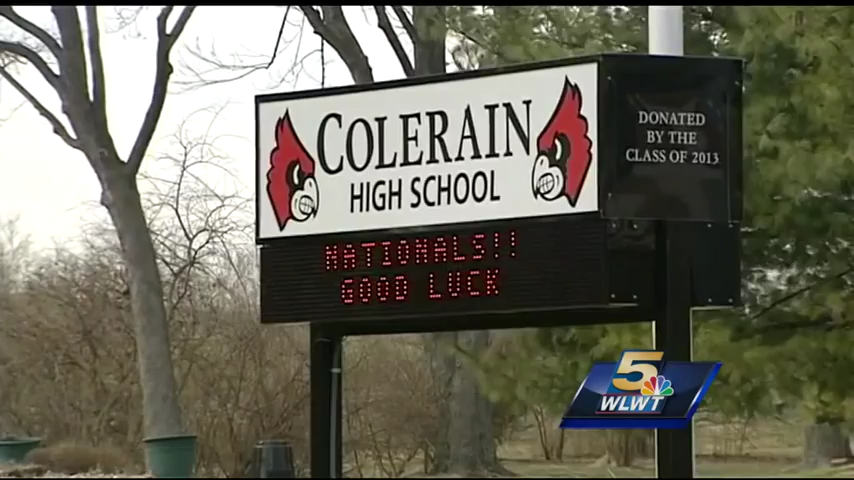 COLERAIN
HIGH SCHOOL
NATIONALS!!
GOOD LUCK
DONATED
BY THE
CLASS OF 2013
5
WLWT